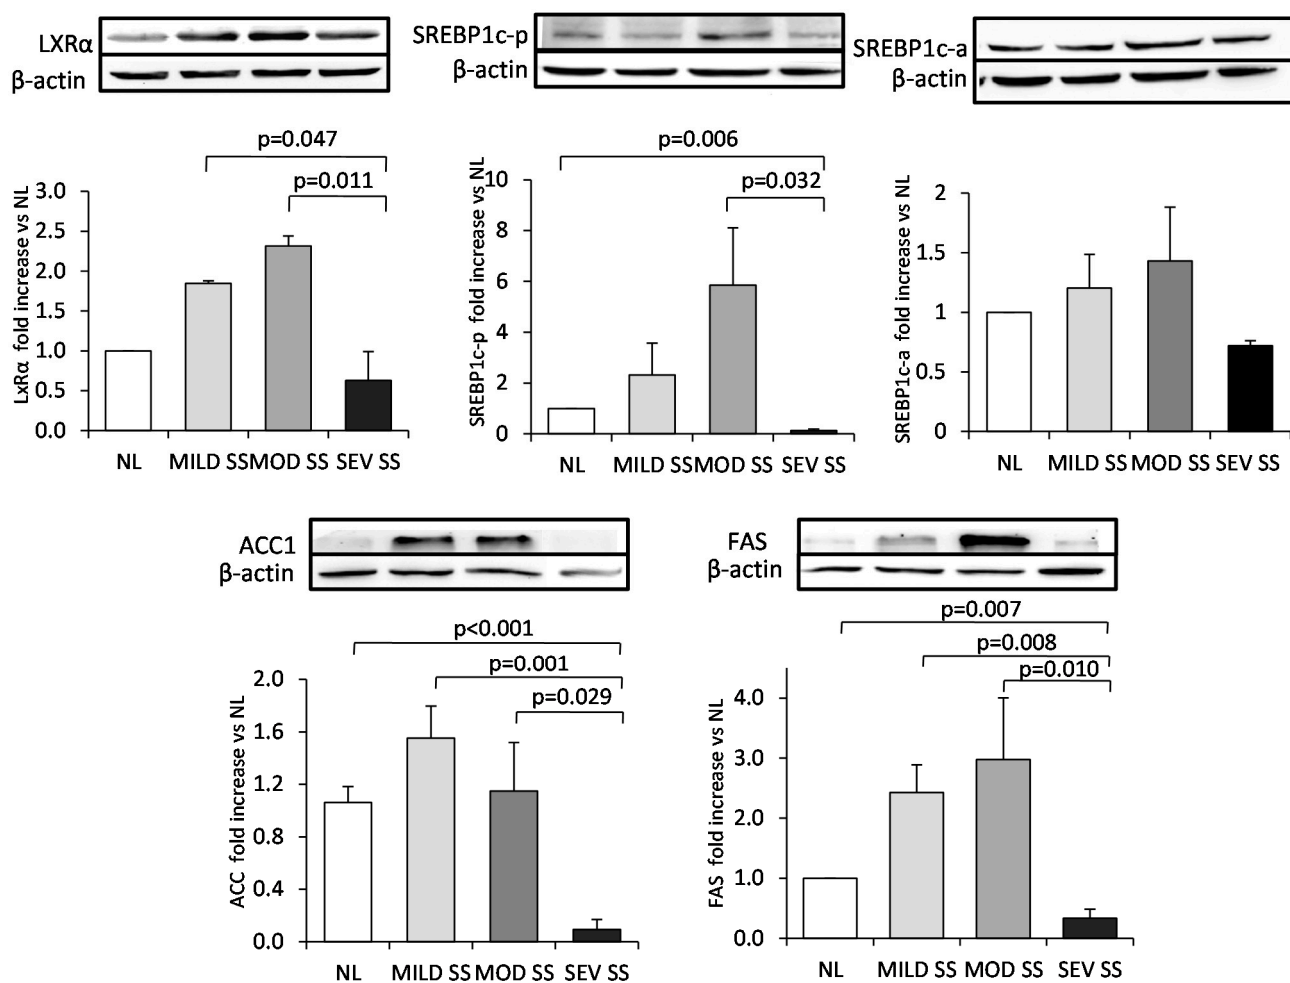 LXRα
β-actin
SREBP1c-p
β-actin
SREBP1c-a
β-actin
p=0.047
p=0.011
LxRα fold increase vs NL
3.0
2.5
2.0
1.5
1.0
0.5
0.0
NL MILD SS MOD SS SEV SS
p=0.006
p=0.032
SREBP1c-p fold increase vs NL
10
8
6
4
2
0
NL MILD SS MOD SS SEV SS
SREBP1c-a fold increase vs NL
2
1.5
1
0.5
0
NL MILD SS MOD SS SEV SS
ACC1
β-actin
p<0.001
p=0.001
p=0.029
ACC fold increase vs NL
2.0
1.6
1.2
0.8
0.4
0.0
NL MILD SS MOD SS SEV SS
FAS
β-actin
p=0.007
p=0.008
p=0.010
FAS fold increase vs NL
4.0
3.0
2.0
1.0
0.0
NL MILD SS MOD SS SEV SS